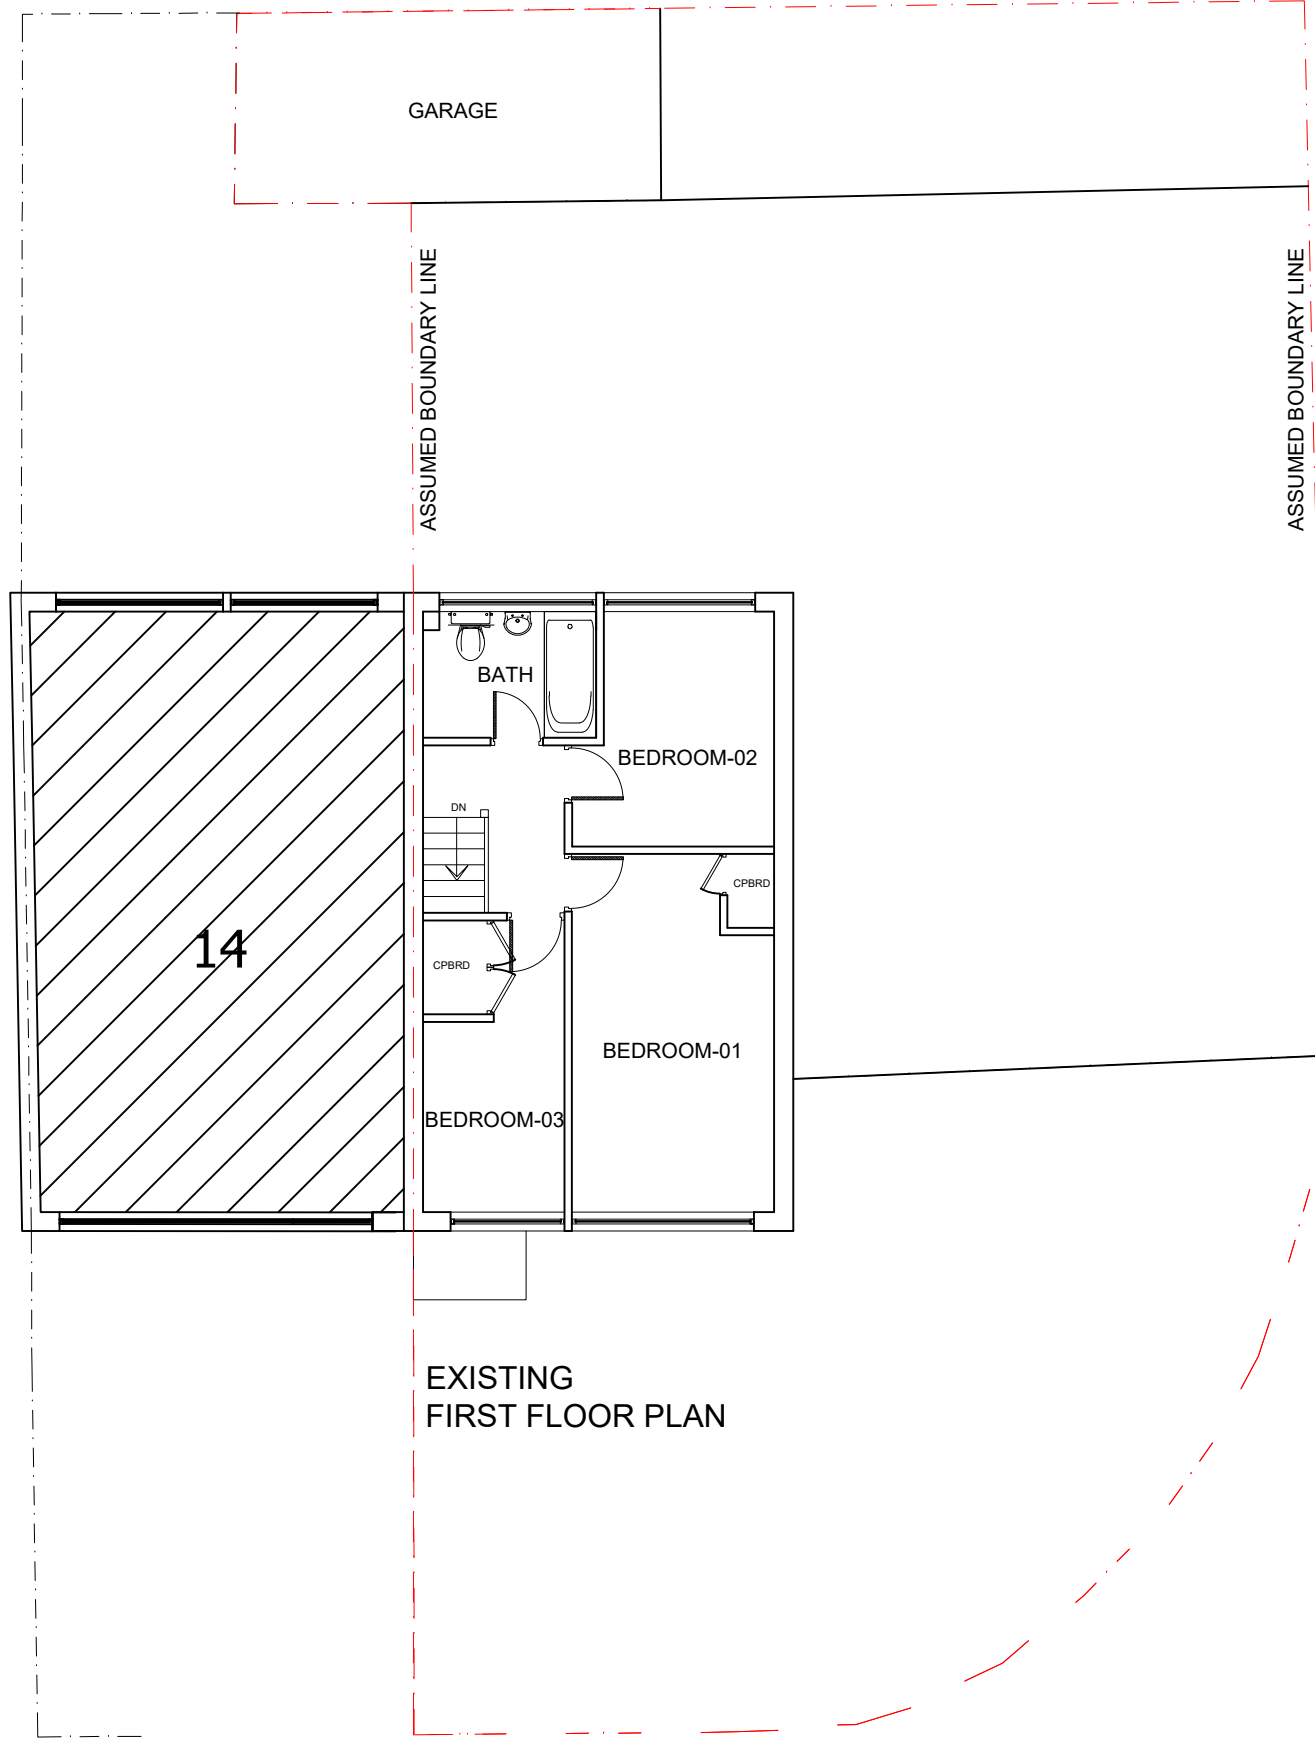 GARAGE
ASSUMED BOUNDARY LINE
ASSUMED BOUNDARY LINE
BATH
BEDROOM-02
DN
CPBRD
14
CPBRD
BEDROOM-01
BEDROOM-03
EXISTING
FIRST FLOOR PLAN